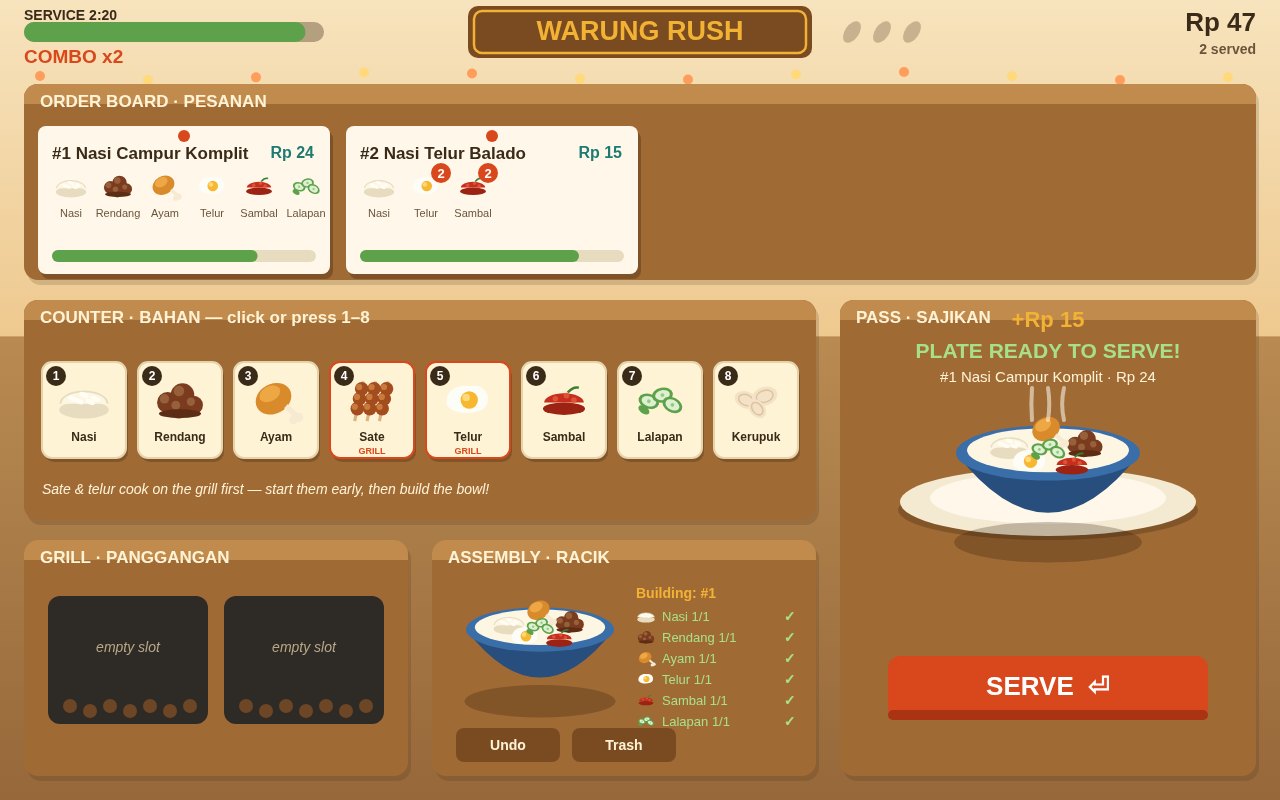 SERVICE 2:20
COMBO x2
WARUNG RUSH
Rp 47
2 served
ORDER BOARD · PESANAN
#1 Nasi Campur Komplit Rp 24
Nasi Rendang Ayam Telur Sambal Lalapan
#2 Nasi Telur Balado Rp 15
2 2
Nasi Telur Sambal
COUNTER · BAHAN — click or press 1–8
1 2 3 4 5 6 7 8
Nasi Rendang Ayam Sate Telur Sambal Lalapan Kerupuk
GRILL GRILL
Sate & telur cook on the grill first — start them early, then build the bowl!
PASS · SAJIKAN
+Rp 15
PLATE READY TO SERVE!
#1 Nasi Campur Komplit · Rp 24
SERVE ⏎
GRILL · PANGGANGAN
empty slot empty slot
ASSEMBLY · RACIK
Building: #1
Nasi 1/1 ✓
Rendang 1/1 ✓
Ayam 1/1 ✓
Telur 1/1 ✓
Sambal 1/1 ✓
Lalapan 1/1 ✓
Undo Trash